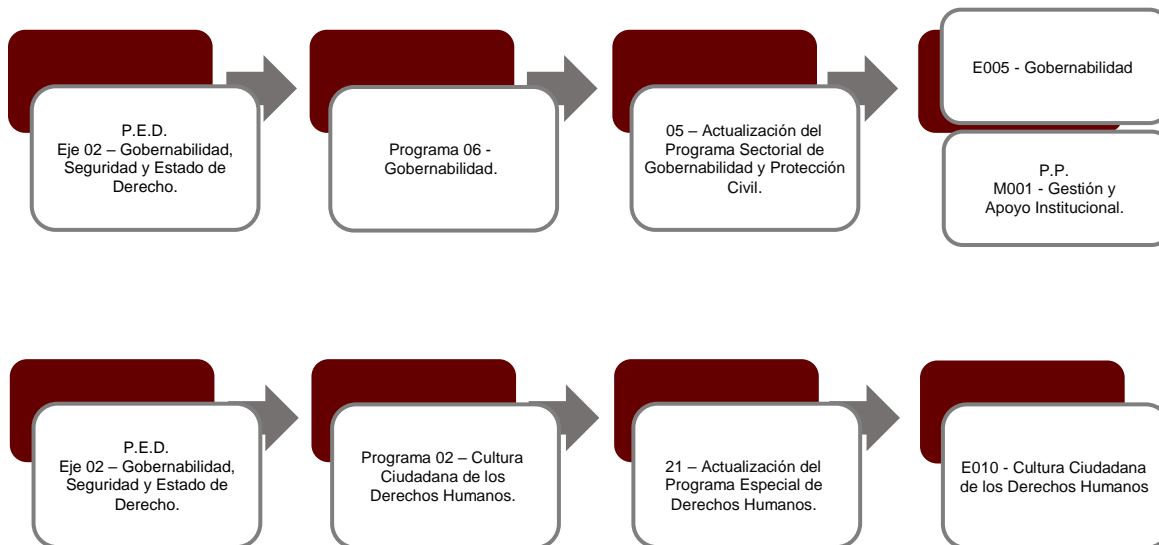 P.E.D.
Eje 02 – Gobernabilidad,
Seguridad y Estado de
Derecho.
Programa 06 -
Gobernabilidad.
05 – Actualización del
Programa Sectorial de
Gobernabilidad y Protección
Civil.
E005 - Gobernabilidad
P.P.
M001 - Gestión y
Apoyo Institucional.
P.E.D.
Eje 02 – Gobernabilidad,
Seguridad y Estado de
Derecho.
Programa 02 – Cultura
Ciudadana de los
Derechos Humanos.
21 – Actualización del
Programa Especial de
Derechos Humanos.
E010 - Cultura Ciudadana
de los Derechos Humanos